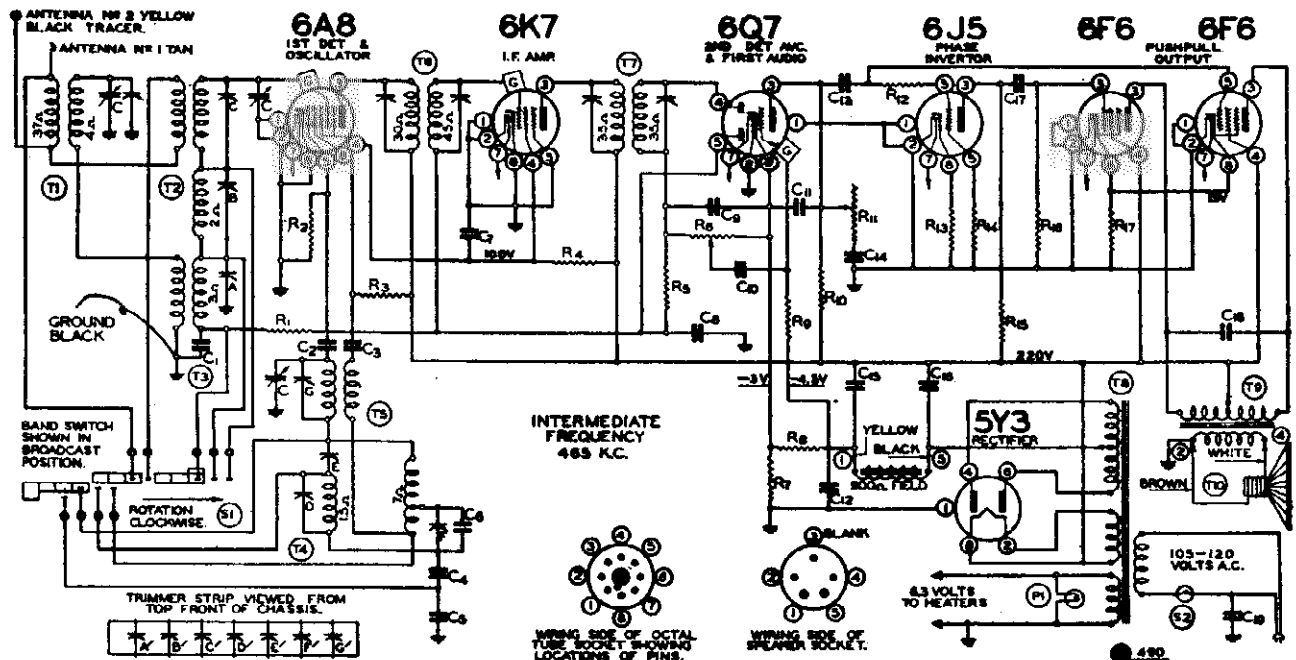 ANTENNA Nº 2 YELLOW
BLACK TRACER.
ANTENNA Nº 1 TAN
6A8
1ST DET &
OSCILLATOR
6K7
I.F. AMP.
6Q7
2ND DET AVC.
& FIRST AUDIO
6J5
PHASE
INVERTOR
6F6
6F6
PUSHPULL
OUTPUT
T6
T7
37Ω
4Ω
C
D
C
30Ω
45Ω
35Ω
35Ω
G
G
G
C13
R12
C17
T1
T2
2Ω
B
R2
C7
100V
R4
C9
R6
C11
R11
R13
R14
R16
R17
15V
C14
C10
3Ω
A
R3
R5
R10
GROUND
BLACK
R1
C8
R9
R15
C18
C1
T3
C2
C3
220V
C
G
T5
-3V
-4.5V
C15
C16
T8
T9
BAND SWITCH
SHOWN IN
BROADCAST
POSITION.
INTERMEDIATE
FREQUENCY
465 K.C.
R8
YELLOW
BLACK
5Y3
RECTIFIER
WHITE
BROWN
T10
R7
FIELD
C12
ROTATION
CLOCKWISE.
S1
E
D
1.5Ω
7Ω
T4
F
C6
C4
C5
BLANK
105-120
VOLTS A.C.
6.3 VOLTS
TO HEATERS
P1
S2
C19
TRIMMER STRIP VIEWED FROM
TOP FRONT OF CHASSIS.
A B C D E F G
WIRING SIDE OF OCTAL
TUBE SOCKET SHOWING
LOCATIONS OF PINS.
WIRING SIDE OF
SPEAKER SOCKET.
490